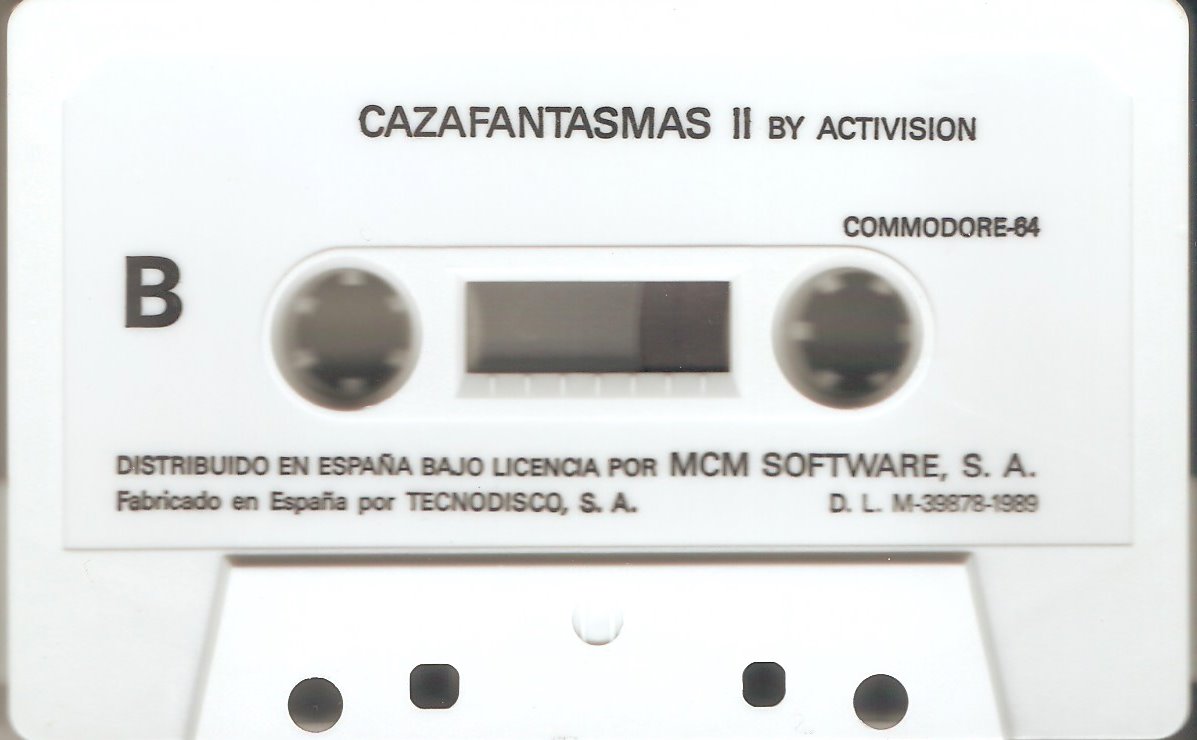 CAZAFANTASMAS II BY ACTIVISION
COMMODORE-64
B
DISTRIBUIDO EN ESPAÑA BAJO LICENCIA POR MCM SOFTWARE, S. A.
Fabricado en España por TECNODISCO, S. A. D. L. M-39878-1989